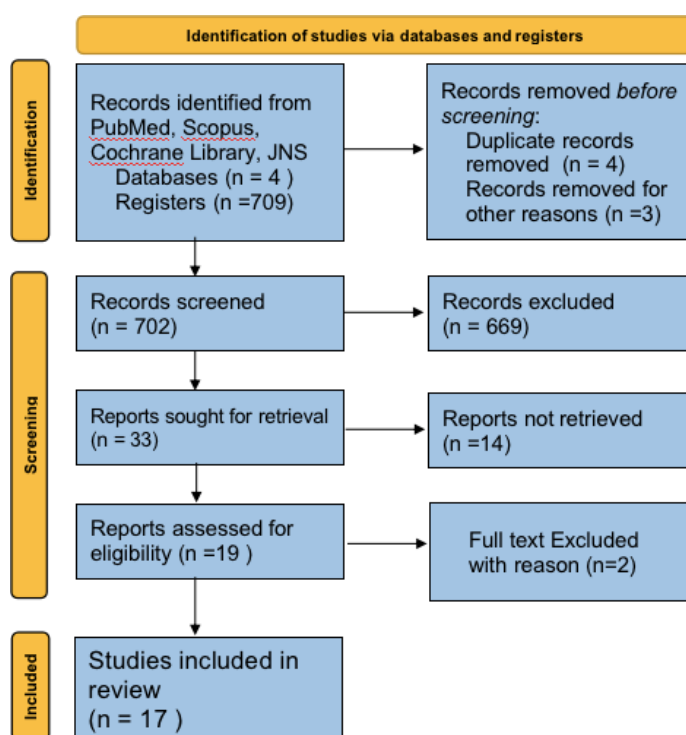 Identification of studies via databases and registers
Identification
Records identified from
PubMed, Scopus,
Cochrane Library, JNS
Databases (n = 4 )
Registers (n =709)
Records removed before
screening:
Duplicate records
removed (n = 4)
Records removed for
other reasons (n =3)
Screening
Records screened
(n = 702)
Records excluded
(n = 669)
Reports sought for retrieval
(n = 33)
Reports not retrieved
(n =14)
Reports assessed for
eligibility (n =19 )
Full text Excluded
with reason (n=2)
Included
Studies included in
review
(n = 17 )